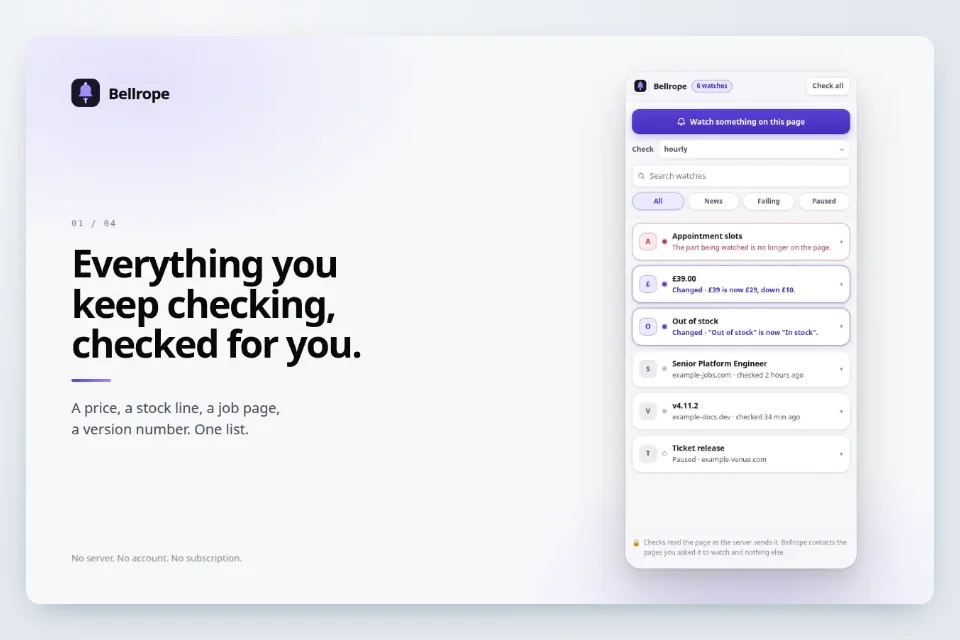 Bellrope
01 / 04
Everything you
keep checking,
checked for you.
A price, a stock line, a job page,
a version number. One list.
No server. No account. No subscription.
Bellrope
6 watches
Check all
Watch something on this page
Check
hourly
Search watches
All
News
Failing
Paused
A
Appointment slots
The part being watched is no longer on the page.
£
£39.00
Changed · £39 is now £29, down £10.
O
Out of stock
Changed · "Out of stock" is now "In stock".
S
Senior Platform Engineer
example-jobs.com · checked 2 hours ago
V
v4.11.2
example-docs.dev · checked 34 min ago
T
Ticket release
Paused · example-venue.com
Checks read the page as the server sends it. Bellrope contacts the
pages you asked it to watch and nothing else.